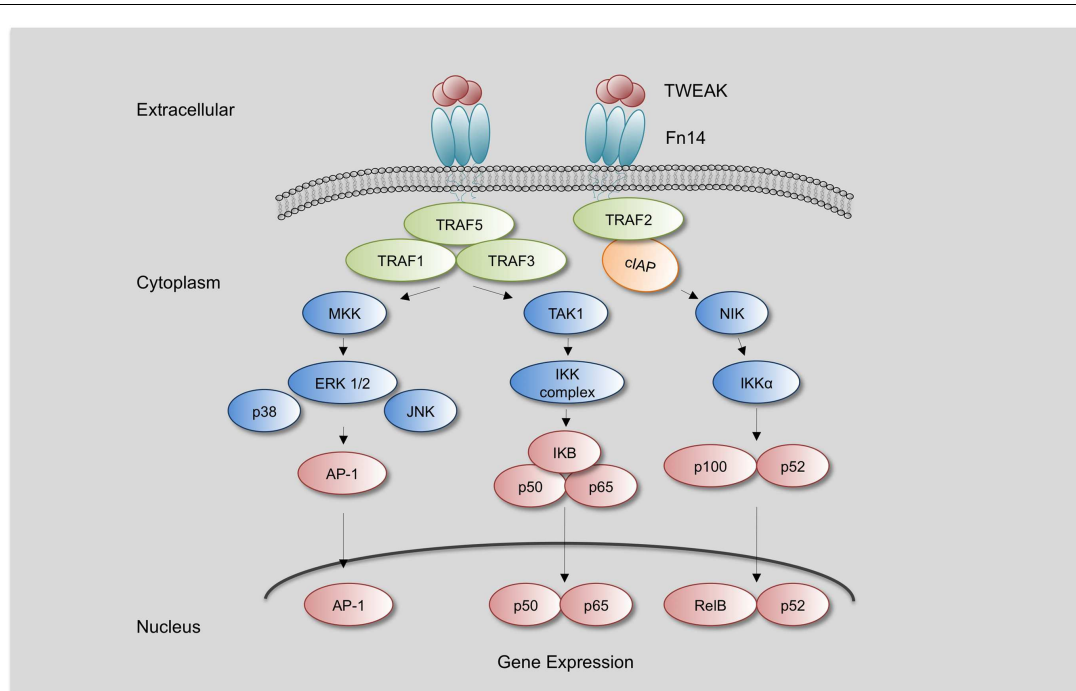 TWEAK
Extracellular
Fn14
TRAF5
TRAF2
TRAF1
TRAF3
cIAP
Cytoplasm
MKK
TAK1
NIK
ERK 1/2
IKK
complex
IKKα
p38
JNK
IKB
AP-1
p50
p65
p100
p52
AP-1
p50
p65
RelB
p52
Nucleus
Gene Expression